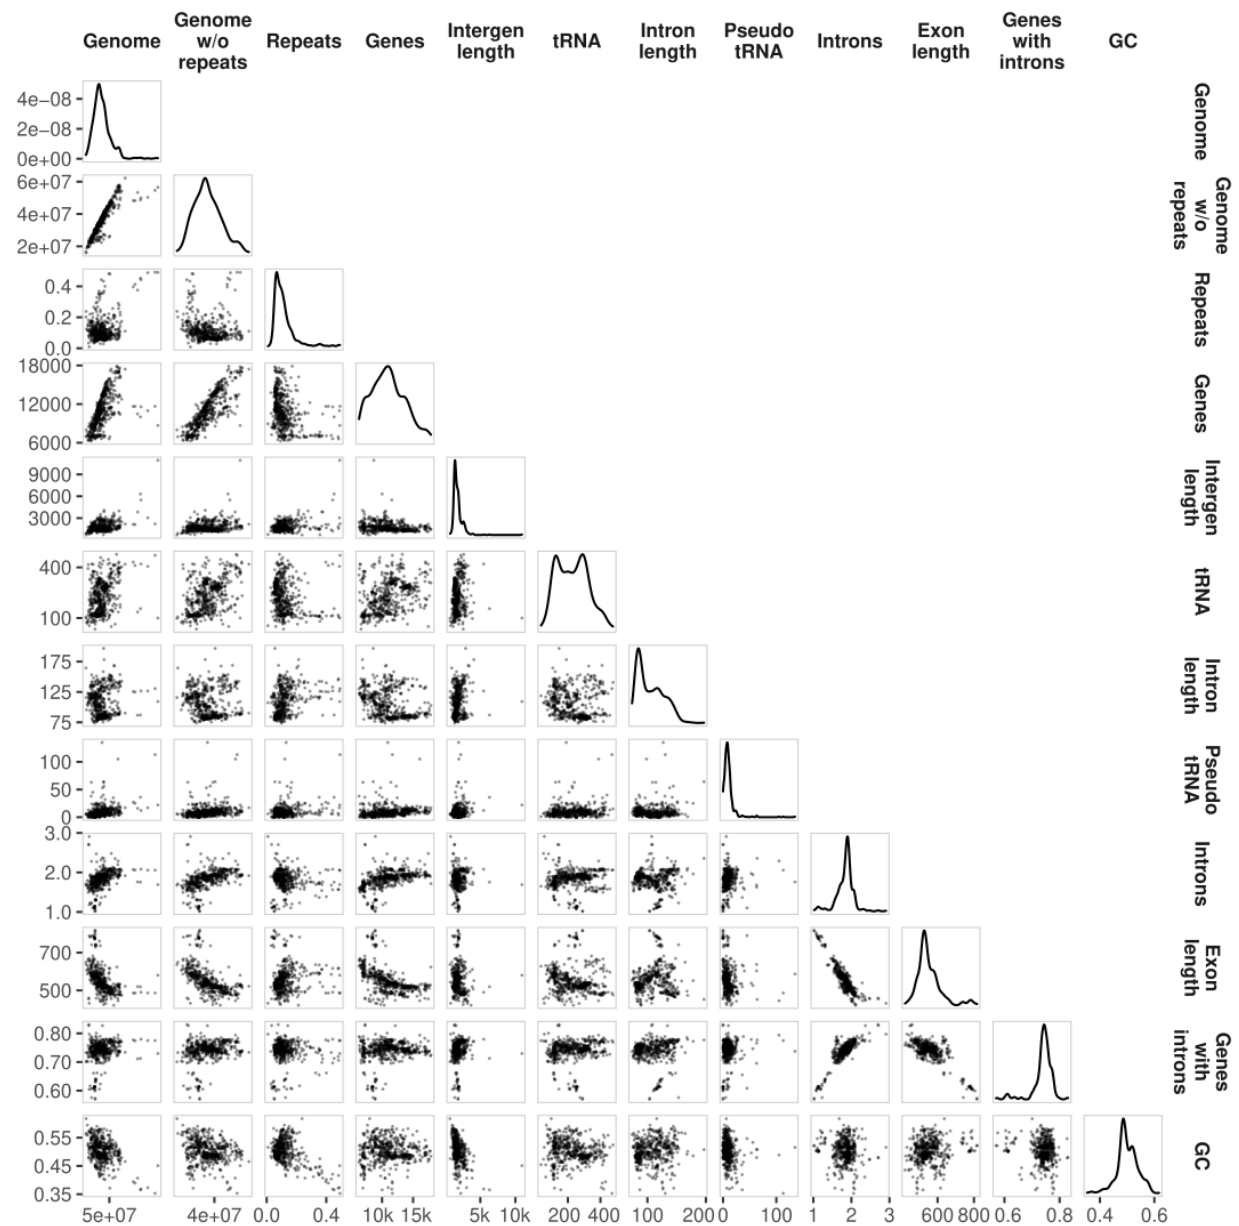 Genome
Genome
w/o
repeats
Repeats
Genes
Intergen
length
tRNA
Intron
length
Pseudo
tRNA
Introns
Exon
length
Genes
with
introns
GC
4e−08
2e−08
0e+00
Genome
6e+07
4e+07
2e+07
Genome
w/o
repeats
0.4
0.2
0.0
Repeats
18000
12000
6000
Genes
9000
6000
3000
Intergen
length
400
100
tRNA
175
125
75
Intron
length
100
50
0
Pseudo
tRNA
3.0
2.0
1.0
Introns
700
500
Exon
length
0.80
0.70
0.60
Genes
with
introns
0.55
0.45
0.35
GC
5e+07 4e+07 0.0 0.4 10k 15k 5k 10k 200 400 100 200 0 100 1 2 3 600 800 0.6 0.8 0.4 0.6